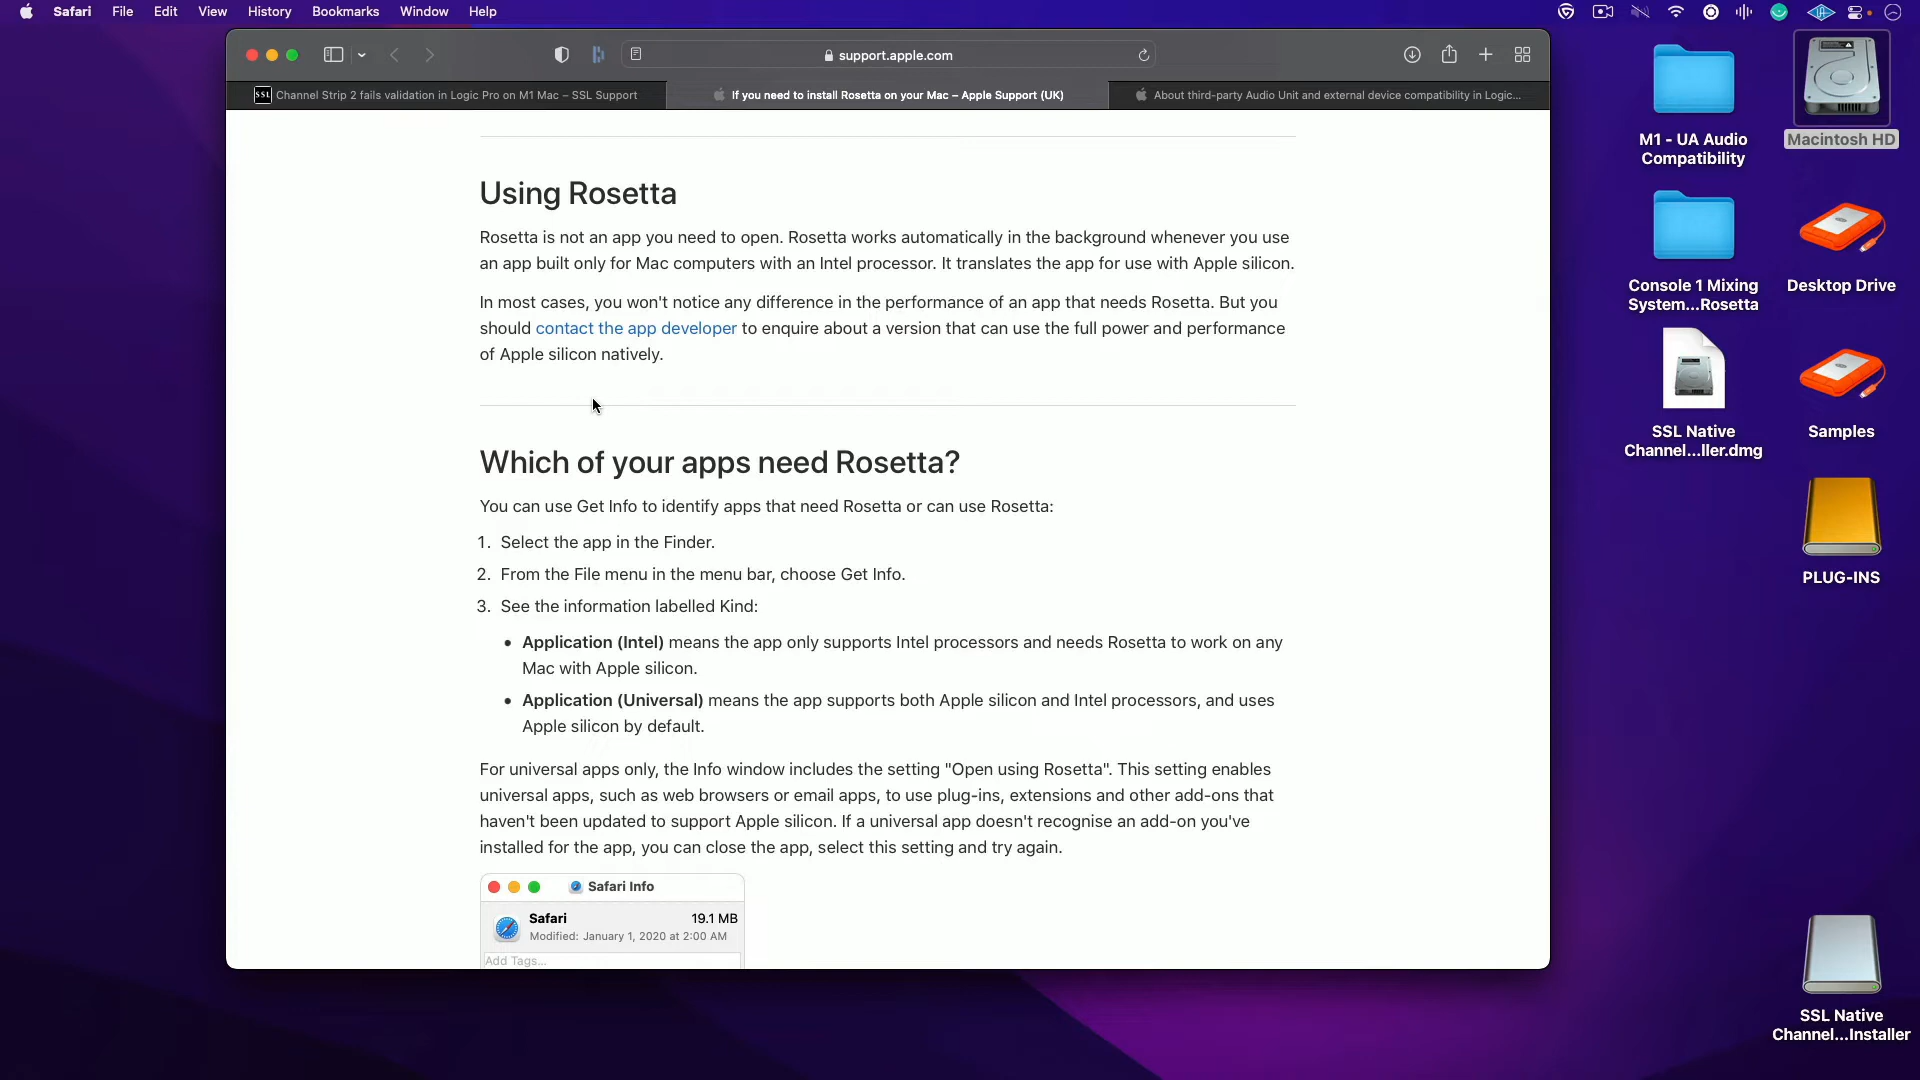 Safari File Edit View History Bookmarks Window Help
support.apple.com
SSL Channel Strip 2 fails validation in Logic Pro on M1 Mac – SSL Support
If you need to install Rosetta on your Mac – Apple Support (UK)
About third-party Audio Unit and external device compatibility in Logic...
Using Rosetta
Rosetta is not an app you need to open. Rosetta works automatically in the background whenever you use
an app built only for Mac computers with an Intel processor. It translates the app for use with Apple silicon.
In most cases, you won't notice any difference in the performance of an app that needs Rosetta. But you
should contact the app developer to enquire about a version that can use the full power and performance
of Apple silicon natively.
Which of your apps need Rosetta?
You can use Get Info to identify apps that need Rosetta or can use Rosetta:
1. Select the app in the Finder.
2. From the File menu in the menu bar, choose Get Info.
3. See the information labelled Kind:
• Application (Intel) means the app only supports Intel processors and needs Rosetta to work on any
Mac with Apple silicon.
• Application (Universal) means the app supports both Apple silicon and Intel processors, and uses
Apple silicon by default.
For universal apps only, the Info window includes the setting "Open using Rosetta". This setting enables
universal apps, such as web browsers or email apps, to use plug-ins, extensions and other add-ons that
haven't been updated to support Apple silicon. If a universal app doesn't recognise an add-on you've
installed for the app, you can close the app, select this setting and try again.
Safari Info
Safari 19.1 MB
Modified: January 1, 2020 at 2:00 AM
Add Tags...
M1 - UA Audio
Compatibility
Macintosh HD
Console 1 Mixing
System...Rosetta
Desktop Drive
SSL Native
Channel...ller.dmg
Samples
PLUG-INS
SSL Native
Channel...Installer